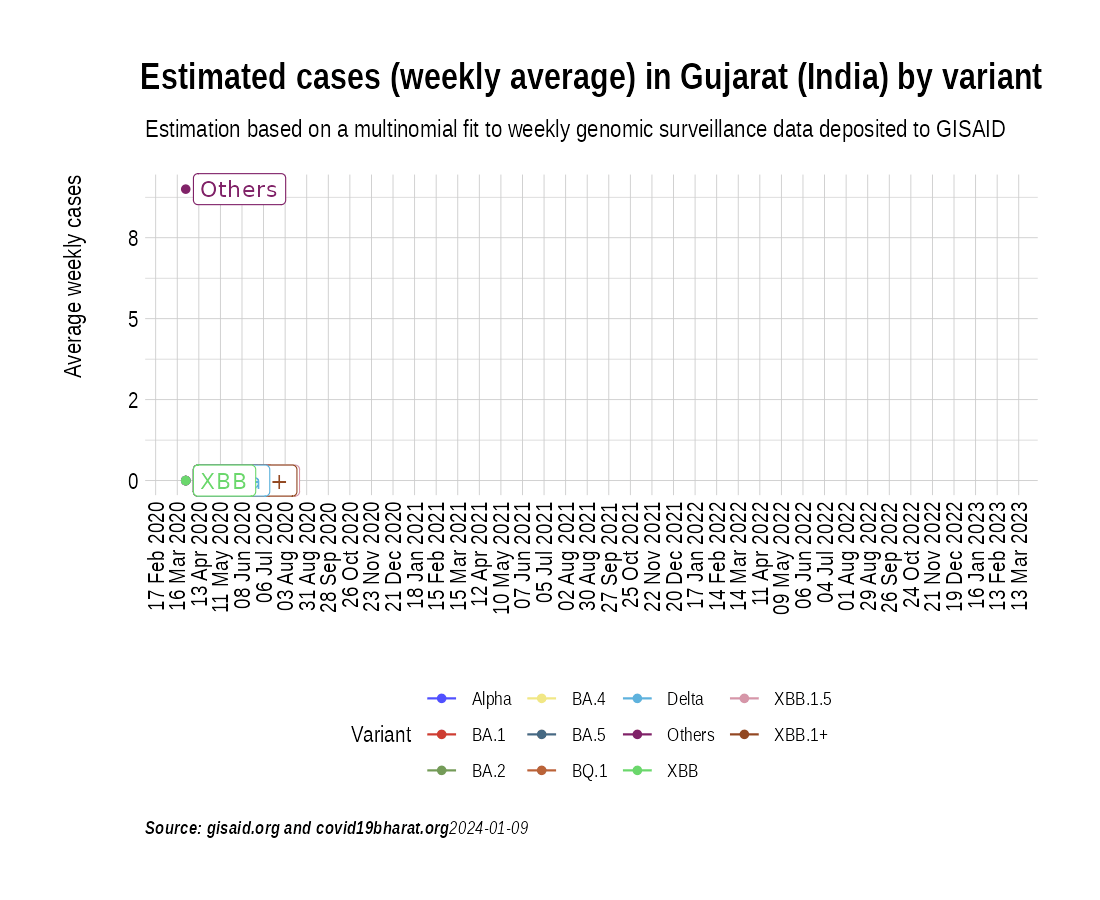 Estimated cases (weekly average) in Gujarat (India) by variant
Estimation based on a multinomial fit to weekly genomic surveillance data deposited to GISAID
Average weekly cases
Others
8
5
2
0
XBB
a
+
17 Feb 2020
16 Mar 2020
13 Apr 2020
11 May 2020
08 Jun 2020
06 Jul 2020
03 Aug 2020
31 Aug 2020
28 Sep 2020
26 Oct 2020
23 Nov 2020
21 Dec 2020
18 Jan 2021
15 Feb 2021
15 Mar 2021
12 Apr 2021
10 May 2021
07 Jun 2021
05 Jul 2021
02 Aug 2021
30 Aug 2021
27 Sep 2021
25 Oct 2021
22 Nov 2021
20 Dec 2021
17 Jan 2022
14 Feb 2022
14 Mar 2022
11 Apr 2022
09 May 2022
06 Jun 2022
04 Jul 2022
01 Aug 2022
29 Aug 2022
26 Sep 2022
24 Oct 2022
21 Nov 2022
19 Dec 2022
16 Jan 2023
13 Feb 2023
13 Mar 2023
Variant
Alpha
BA.1
BA.2
BA.4
BA.5
BQ.1
Delta
Others
XBB
XBB.1.5
XBB.1+
Source: gisaid.org and covid19bharat.org2024-01-09